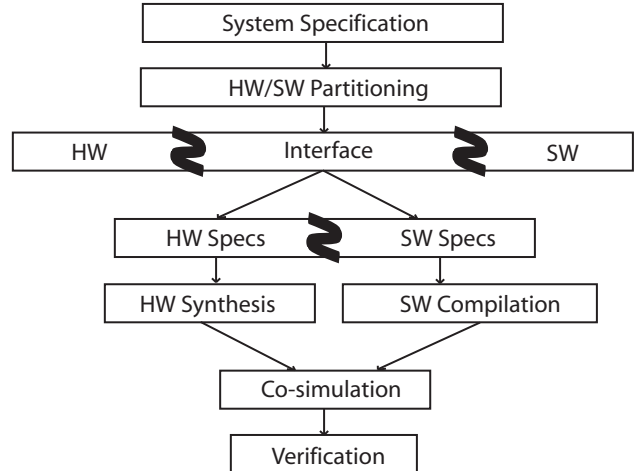 System Specification
HW/SW Partitioning
HW Interface SW
HW Specs SW Specs
HW Synthesis SW Compilation
Co-simulation
Verification